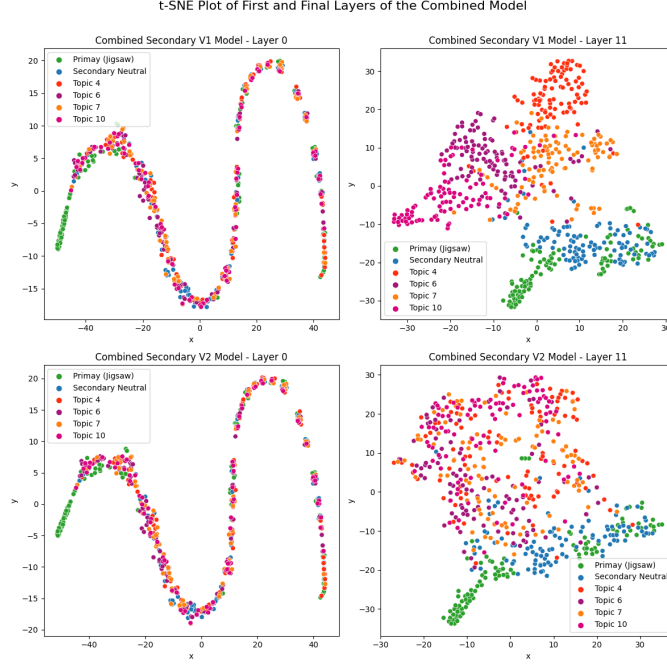 t-SNE Plot of First and Final Layers of the Combined Model
Combined Secondary V1 Model - Layer 0
Primay (Jigsaw)
Secondary Neutral
Topic 4
Topic 6
Topic 7
Topic 10
20
15
10
5
0
−5
−10
−15
y
−40
−20
0
20
40
x
Combined Secondary V1 Model - Layer 11
30
20
10
0
−10
−20
−30
y
Primay (Jigsaw)
Secondary Neutral
Topic 4
Topic 6
Topic 7
Topic 10
−30
−20
−10
0
10
20
30
x
Combined Secondary V2 Model - Layer 0
Primay (Jigsaw)
Secondary Neutral
Topic 4
Topic 6
Topic 7
Topic 10
20
15
10
5
0
−5
−10
−15
−20
y
−40
−20
0
20
40
x
Combined Secondary V2 Model - Layer 11
30
20
10
0
−10
−20
−30
y
Primay (Jigsaw)
Secondary Neutral
Topic 4
Topic 6
Topic 7
Topic 10
−30
−20
−10
0
10
20
30
x